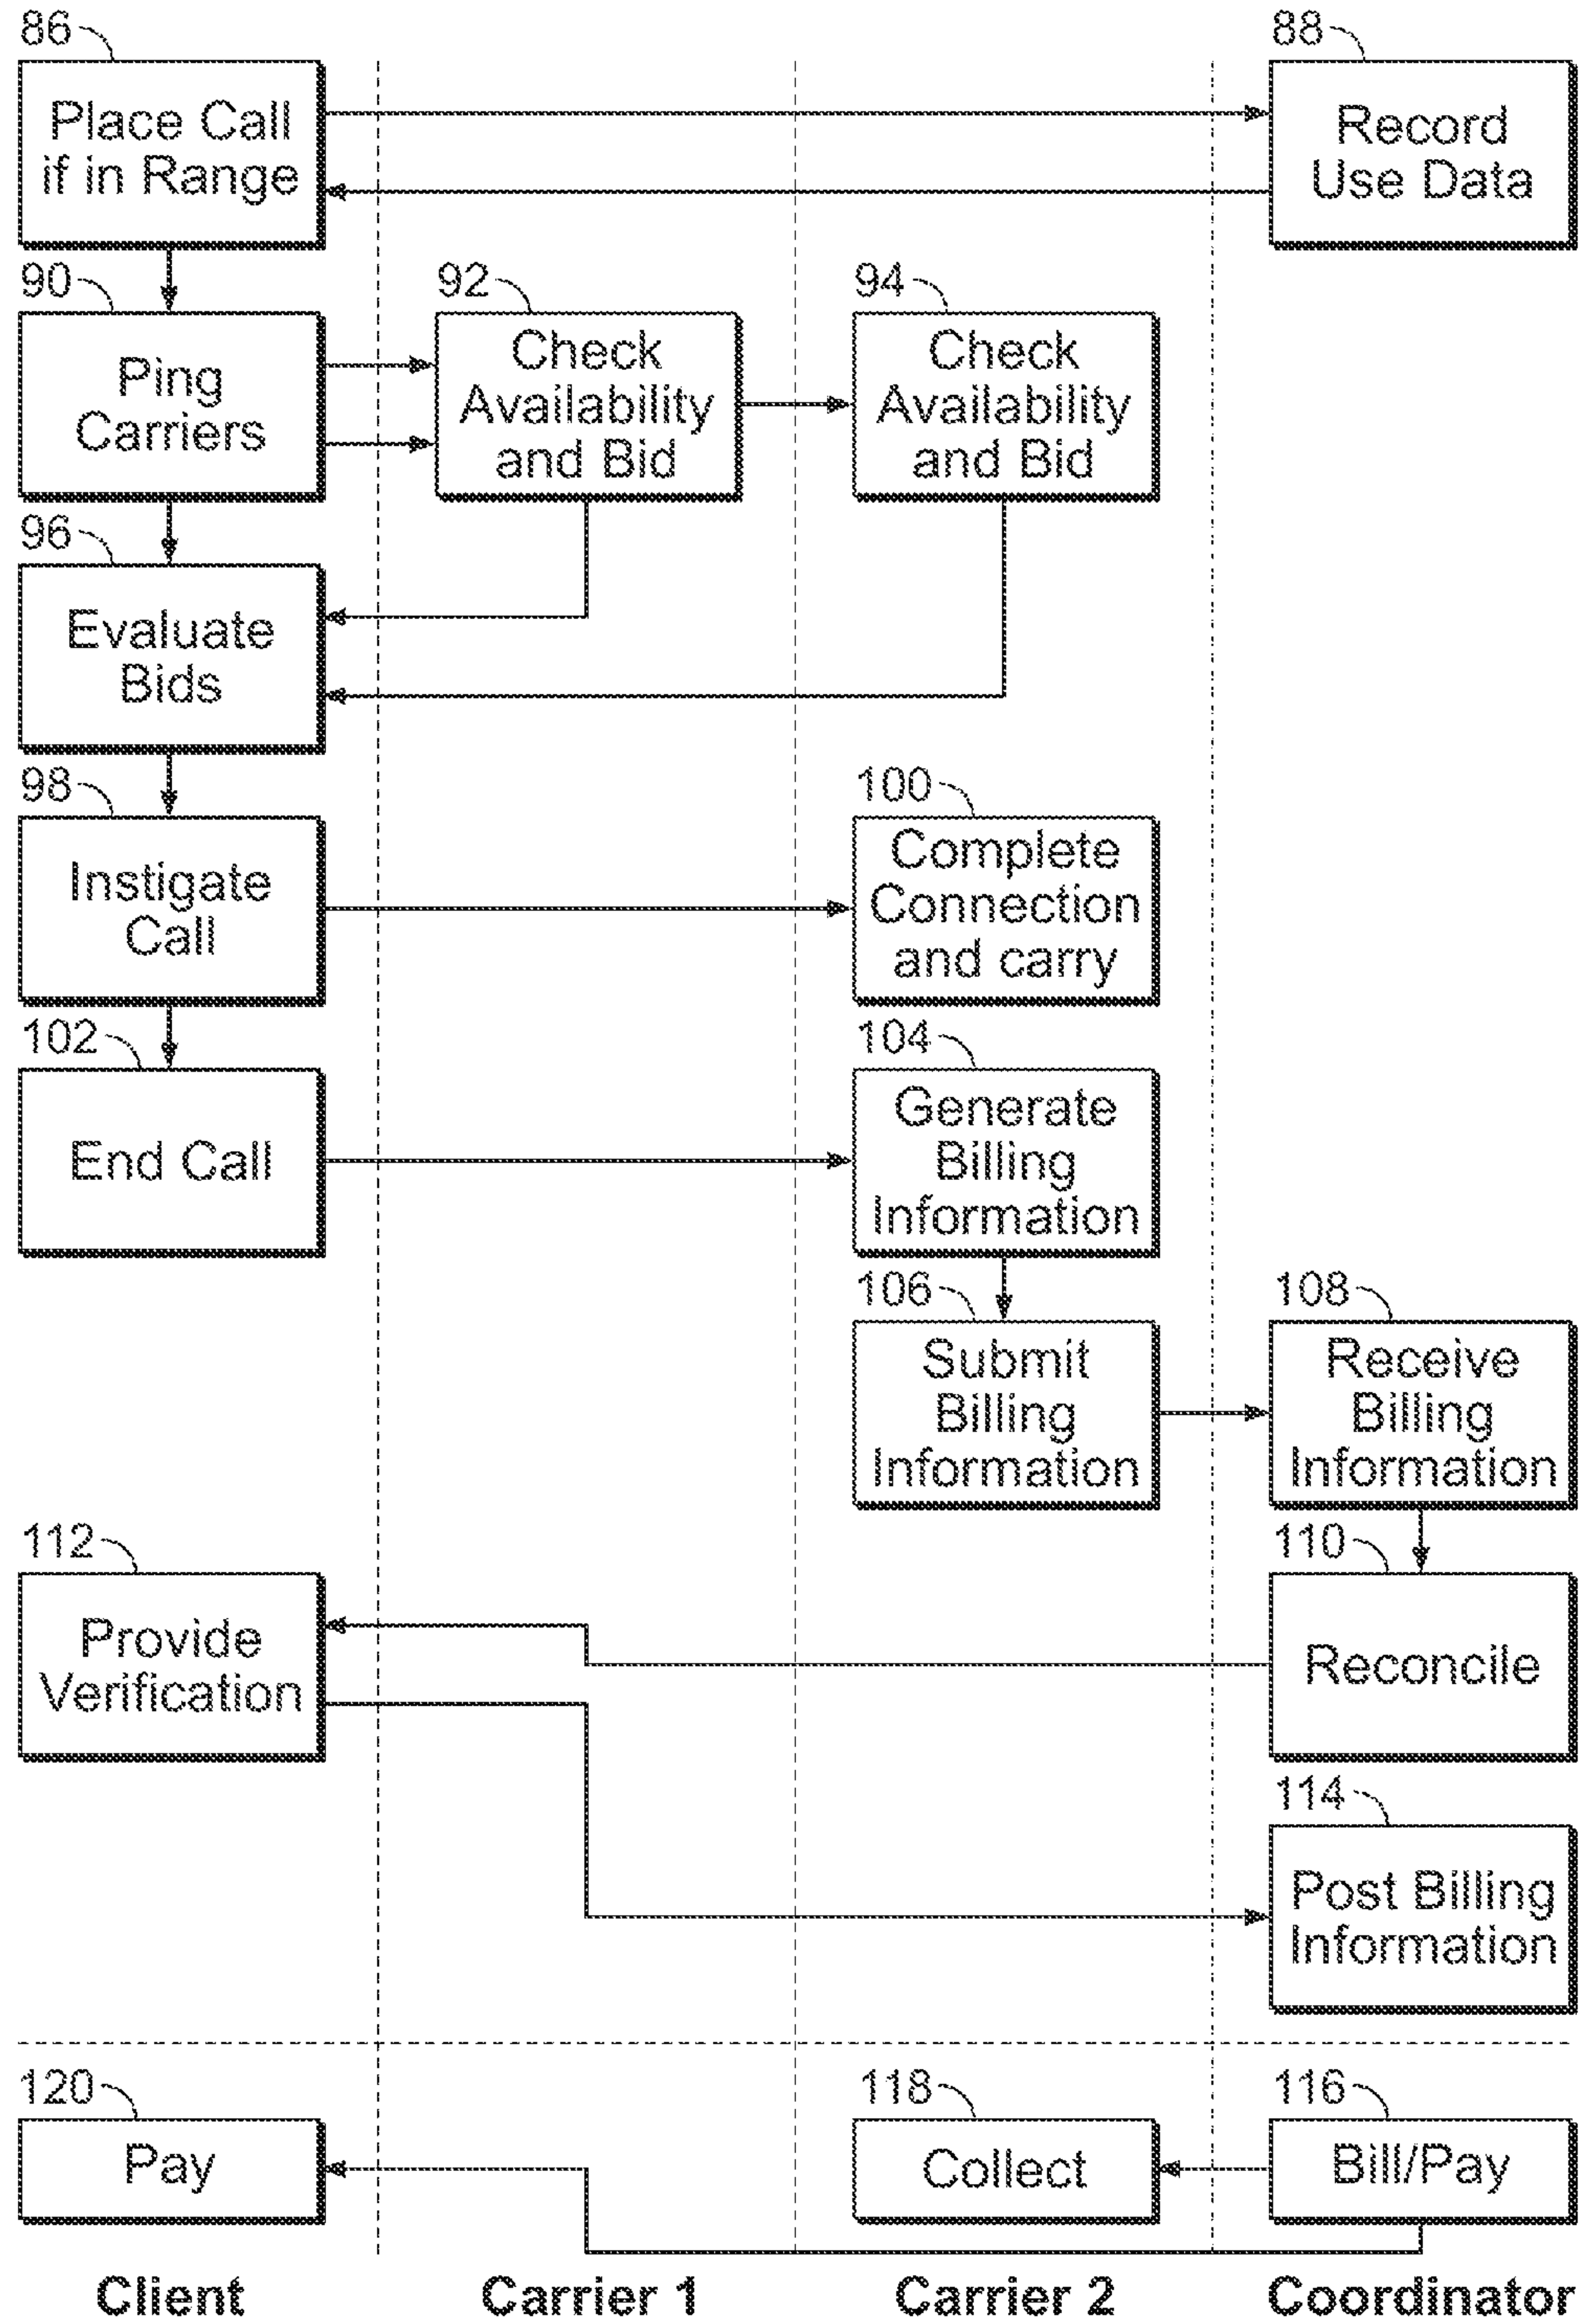 86
88
Place Call
if in Range
Record
Use Data
90
92
94
Ping
Carriers
Check
Availability
and Bid
Check
Availability
and Bid
96
Evaluate
Bids
98
100
Instigate
Call
Complete
Connection
and carry
102
104
End Call
Generate
Billing
Information
106
108
Submit
Billing
Information
Receive
Billing
Information
112
110
Provide
Verification
Reconcile
114
Post Billing
Information
120
118
116
Pay
Collect
Bill/Pay
Client
Carrier 1
Carrier 2
Coordinator